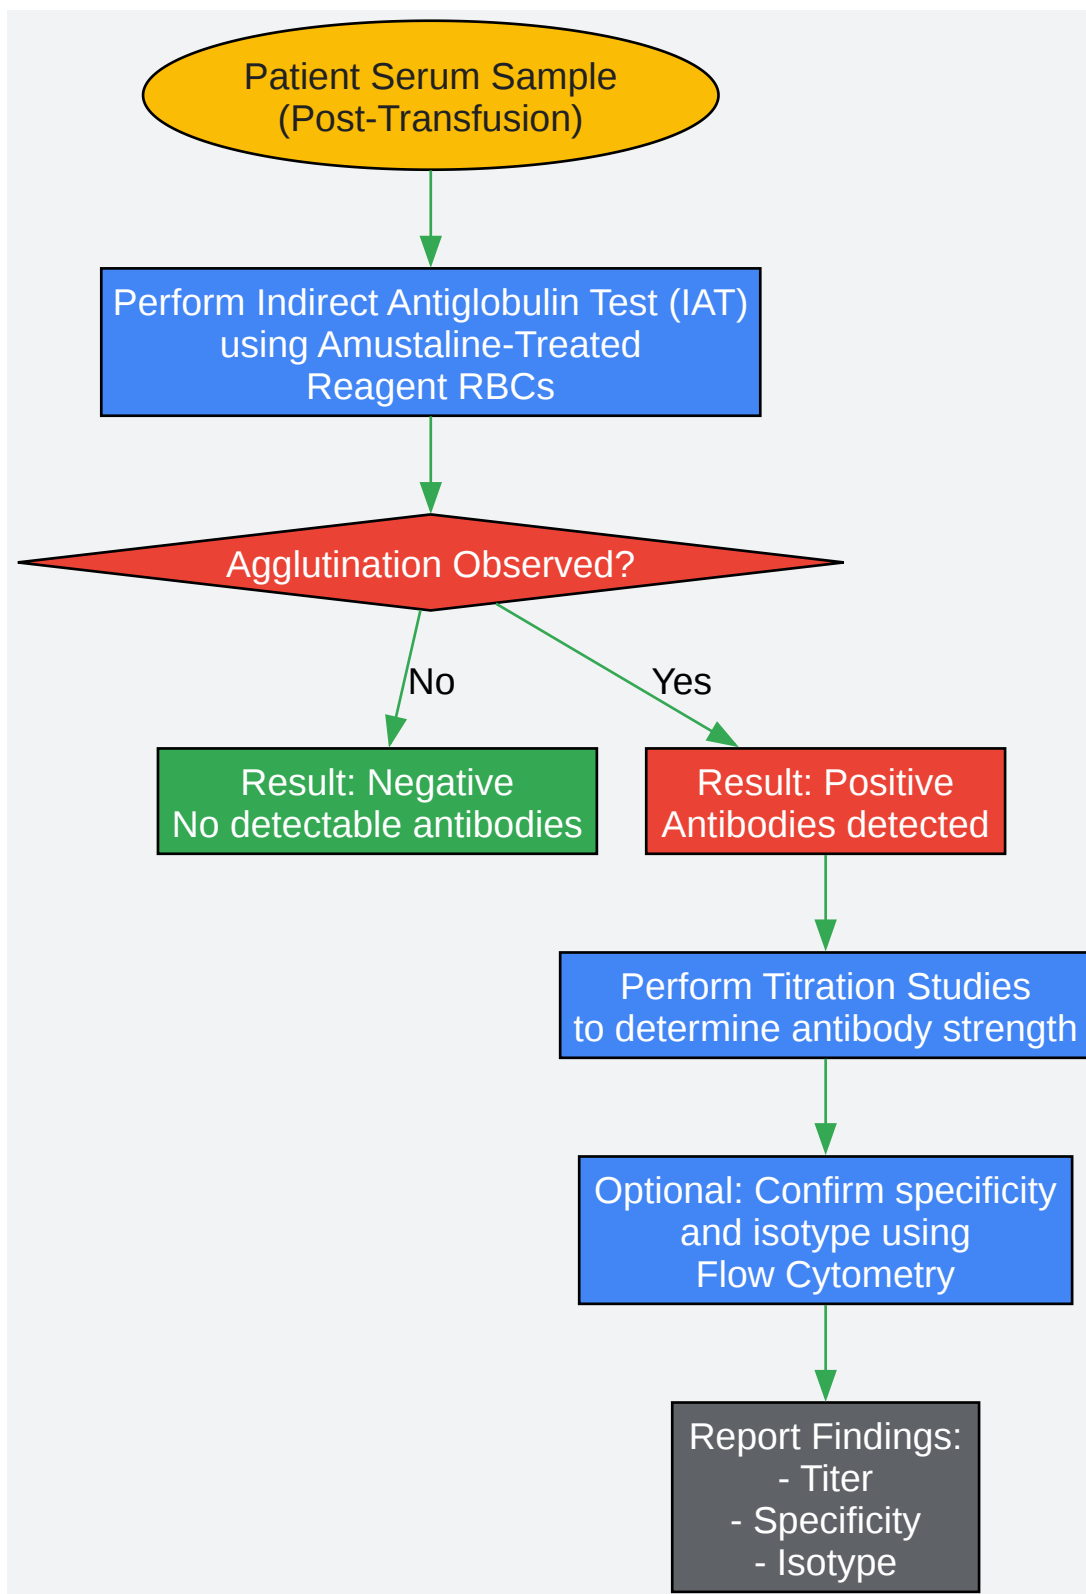 Patient Serum Sample
(Post-Transfusion)
Perform Indirect Antiglobulin Test (IAT)
using Amustaline-Treated
Reagent RBCs
Agglutination Observed?
No
Yes
Result: Negative
No detectable antibodies
Result: Positive
Antibodies detected
Perform Titration Studies
to determine antibody strength
Optional: Confirm specificity
and isotype using
Flow Cytometry
Report Findings:
- Titer
- Specificity
- Isotype